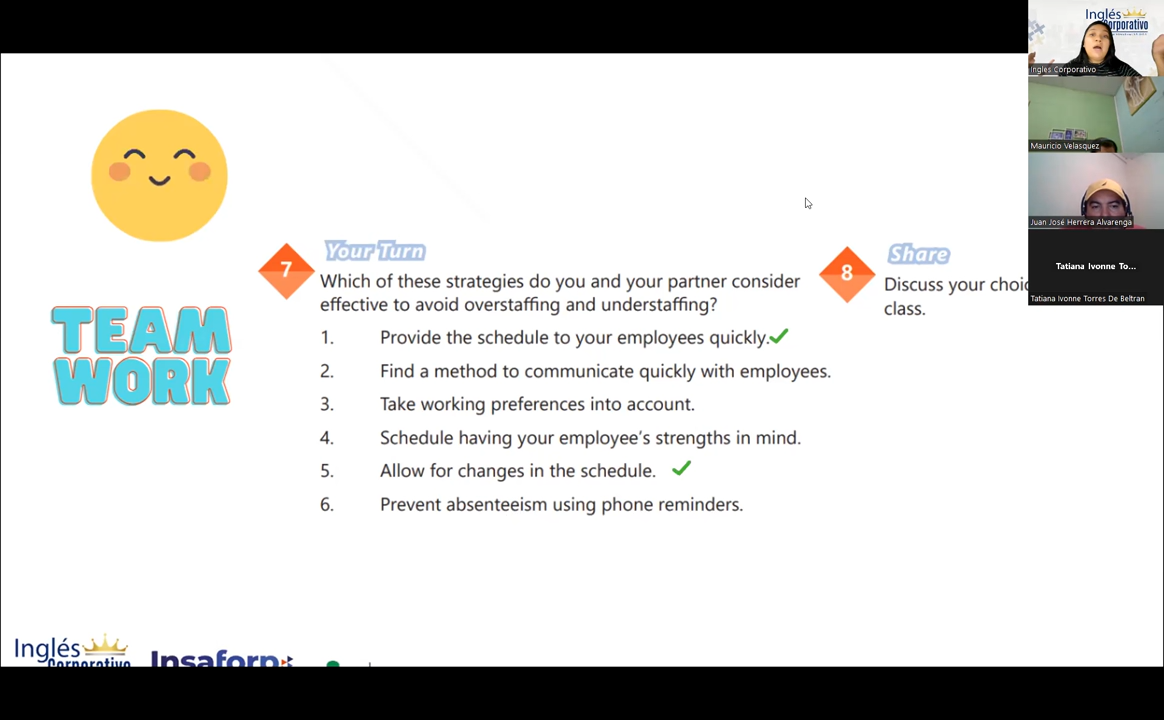 Inglés
Corporativo
Ingles Corporativo
Mauricio Velasquez
Juan José Herrera Alvarenga
Tatiana Ivonne To...
Tatiana Ivonne Torres De Beltran
TEAM
WORK
7
Your Turn
Which of these strategies do you and your partner consider
effective to avoid overstaffing and understaffing?
1. Provide the schedule to your employees quickly.
2. Find a method to communicate quickly with employees.
3. Take working preferences into account.
4. Schedule having your employee's strengths in mind.
5. Allow for changes in the schedule.
6. Prevent absenteeism using phone reminders.
8
Share
Discuss your choic
class.
Inglés
Corporativo
Insaforp